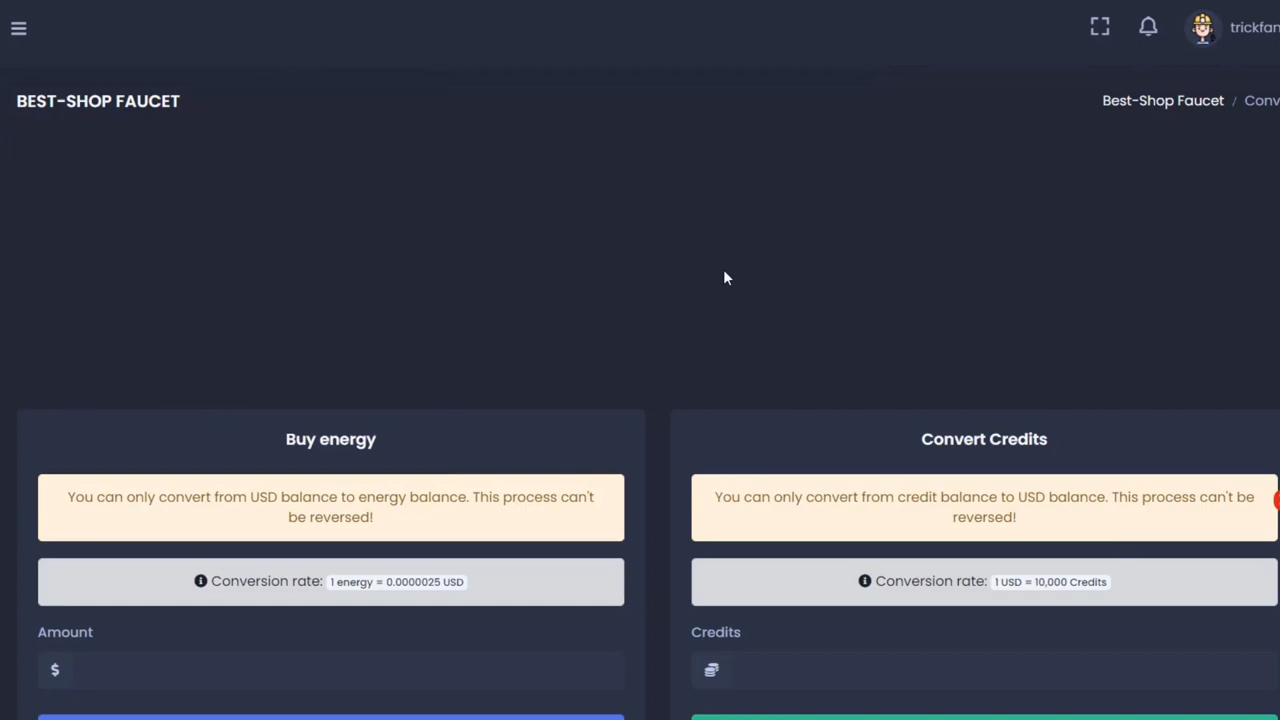 trickfan
BEST-SHOP FAUCET
Best-Shop Faucet / Conv
Buy energy
You can only convert from USD balance to energy balance. This process can't
be reversed!
Conversion rate: 1 energy = 0.0000025 USD
Amount
$
Convert Credits
You can only convert from credit balance to USD balance. This process can't be
reversed!
Conversion rate: 1 USD = 10,000 Credits
Credits